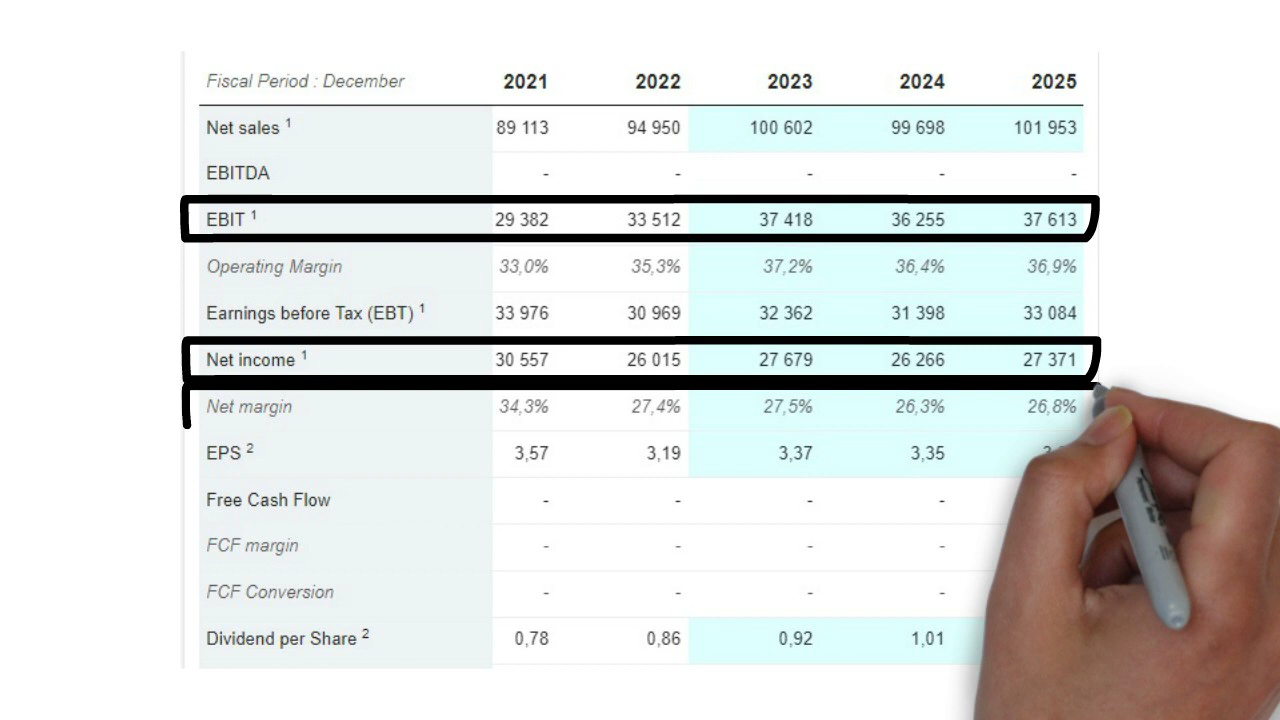 Fiscal Period : December 2021 2022 2023 2024 2025
Net sales 1 89 113 94 950 100 602 99 698 101 953
EBITDA - - - - -
EBIT 1 29 382 33 512 37 418 36 255 37 613
Operating Margin 33,0% 35,3% 37,2% 36,4% 36,9%
Earnings before Tax (EBT) 1 33 976 30 969 32 362 31 398 33 084
Net income 1 30 557 26 015 27 679 26 266 27 371
Net margin 34,3% 27,4% 27,5% 26,3% 26,8%
EPS 2 3,57 3,19 3,37 3,35
Free Cash Flow - - - -
FCF margin - - - -
FCF Conversion - - - -
Dividend per Share 2 0,78 0,86 0,92 1,01